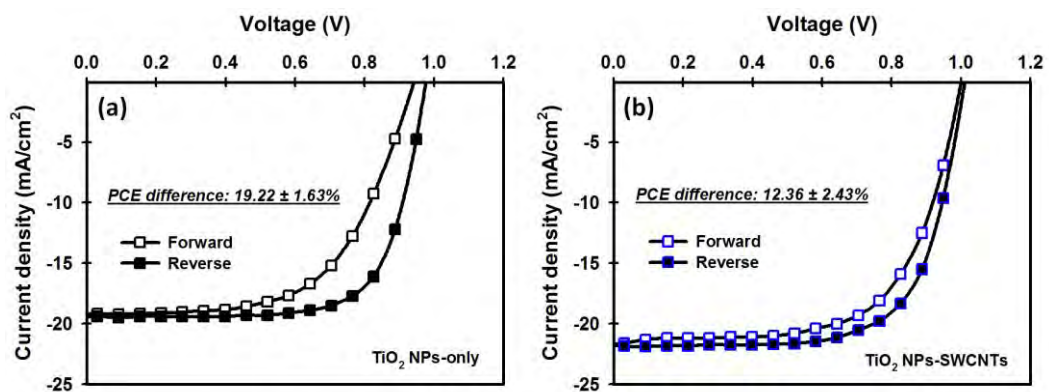 Voltage (V)
0.0 0.2 0.4 0.6 0.8 1.0 1.2
(a)
-5
-10
-15
-20
-25
Current density (mA/cm²)
PCE difference: 19.22 ± 1.63%
Forward
Reverse
TiO₂ NPs-only
Voltage (V)
0.0 0.2 0.4 0.6 0.8 1.0 1.2
(b)
-5
-10
-15
-20
-25
Current density (mA/cm²)
PCE difference: 12.36 ± 2.43%
Forward
Reverse
TiO₂ NPs-SWCNTs